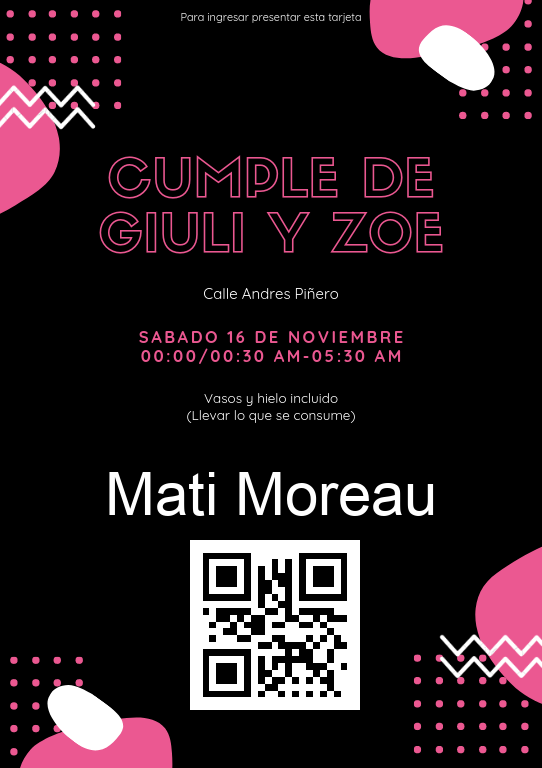 Para ingresar presentar esta tarjeta
CUMPLE DE
GIULI Y ZOE
Calle Andres Piñero
SABADO 16 DE NOVIEMBRE
00:00/00:30 AM-05:30 AM
Vasos y hielo incluido
(Llevar lo que se consume)
Mati Moreau